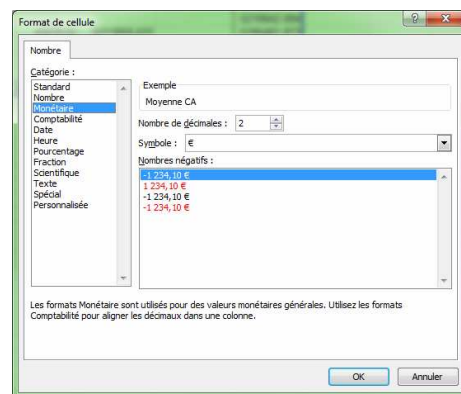 Format de cellule
Nombre
Catégorie :
Standard
Nombre
Monétaire
Comptabilité
Date
Heure
Pourcentage
Fraction
Scientifique
Texte
Spécial
Personnalisée
Exemple
Moyenne CA
Nombre de décimales : 2
Symbole : €
Nombres négatifs :
-1 234,10 €
1 234,10 €
-1 234,10 €
-1 234,10 €
Les formats Monétaire sont utilisés pour des valeurs monétaires générales. Utilisez les formats
Comptabilité pour aligner les décimaux dans une colonne.
OK Annuler